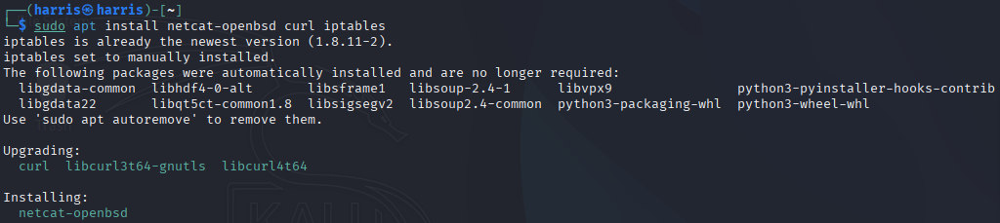 ┌──(harris㉿harris)-[~]
└─$ sudo apt install netcat-openbsd curl iptables
iptables is already the newest version (1.8.11-2).
iptables set to manually installed.
The following packages were automatically installed and are no longer required:
  libgdata-common  libhdf4-0-alt       libsframe1   libsoup-2.4-1       libvpx9                python3-pyinstaller-hooks-contrib
  libgdata22       libqt5ct-common1.8  libsigsegv2  libsoup2.4-common  python3-packaging-whl  python3-wheel-whl
Use 'sudo apt autoremove' to remove them.
Upgrading:
  curl  libcurl3t64-gnutls  libcurl4t64
Installing:
  netcat-openbsd
KALI